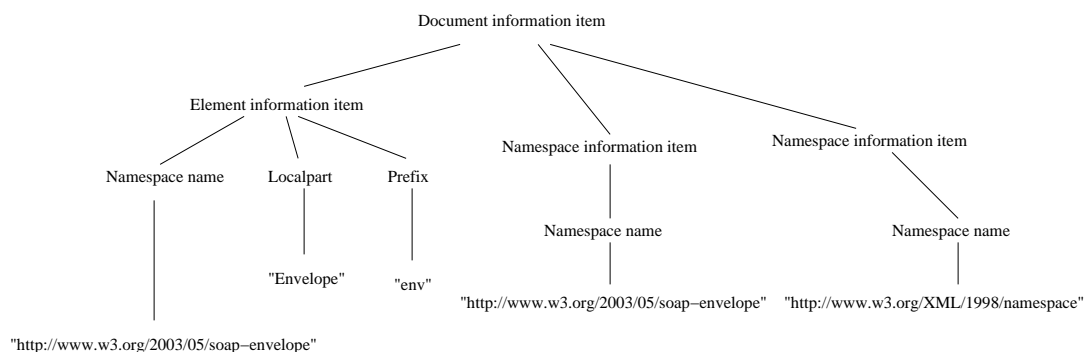 Document information item
Element information item
Namespace information item
Namespace information item
Namespace name
Localpart
Prefix
Namespace name
Namespace name
"Envelope"
"env"
"http://www.w3.org/2003/05/soap−envelope"
"http://www.w3.org/XML/1998/namespace"
"http://www.w3.org/2003/05/soap−envelope"